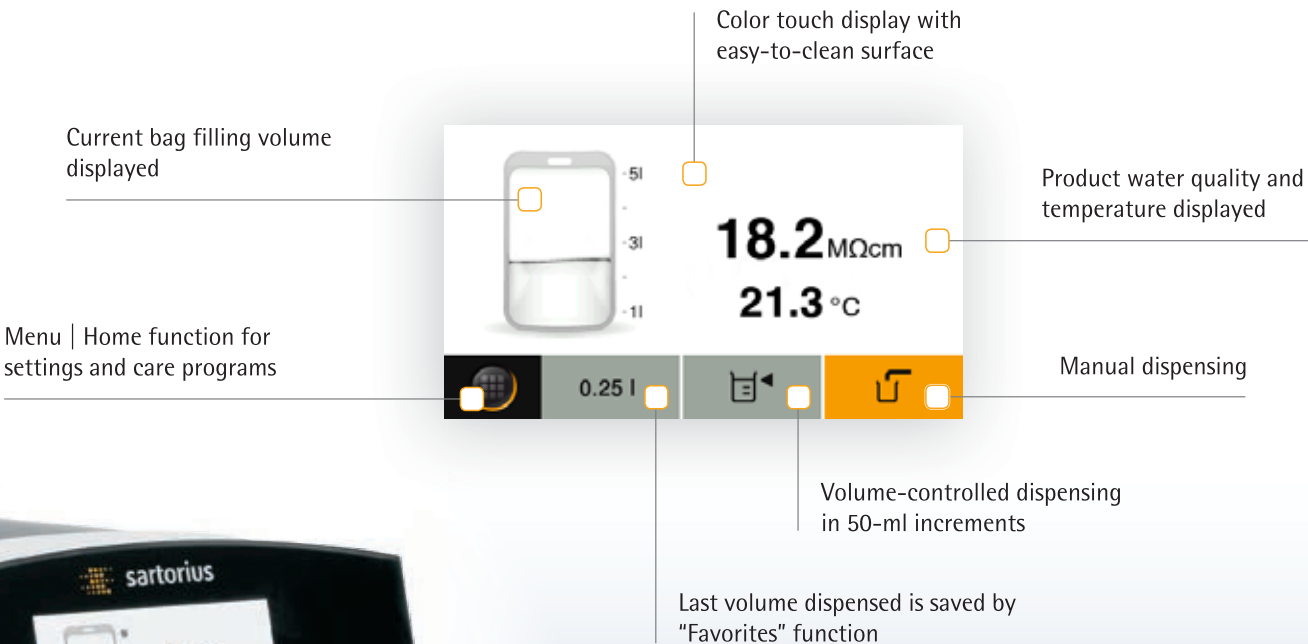 Color touch display with
easy-to-clean surface
Current bag filling volume
displayed
Product water quality and
temperature displayed
5l
3l
1l
18.2 MΩcm
21.3 °C
Menu | Home function for
settings and care programs
0.25 l
Manual dispensing
Volume-controlled dispensing
in 50-ml increments
sartorius
Last volume dispensed is saved by
“Favorites” function